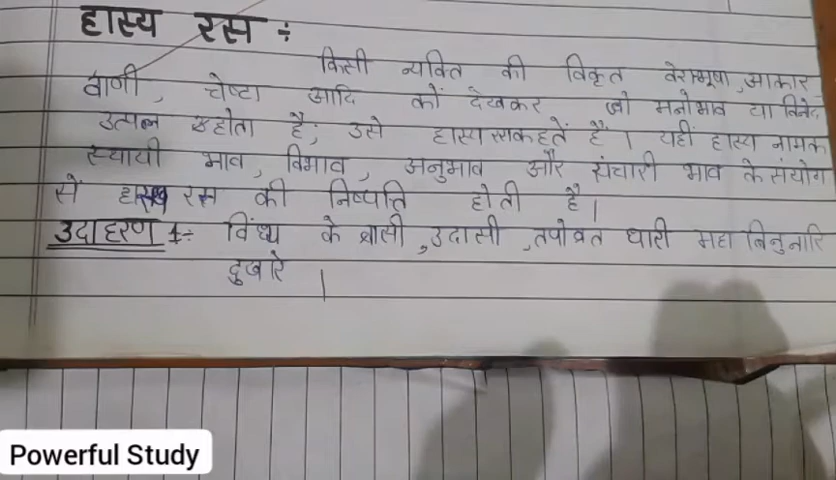 हास्य रस ÷
किसी व्यक्ति की विकृत वेशभूषा, आकार
वाणी, चेष्टा आदि कों देखकर जो मनोभाव या विनोद
उत्पन्न होता है; उसे हास्य कहतें हैं। यहीं हास्य नामक
स्थायी भाव, विभाव, अनुभाव और संचारी भाव के संयोग
सें हास्य रस की निष्पति होती है।
उदाहरण 1÷ विंध्य के वासी, उदासी, तपोव्रत धारी महा बिनु नारि
दुखारे।
Powerful Study